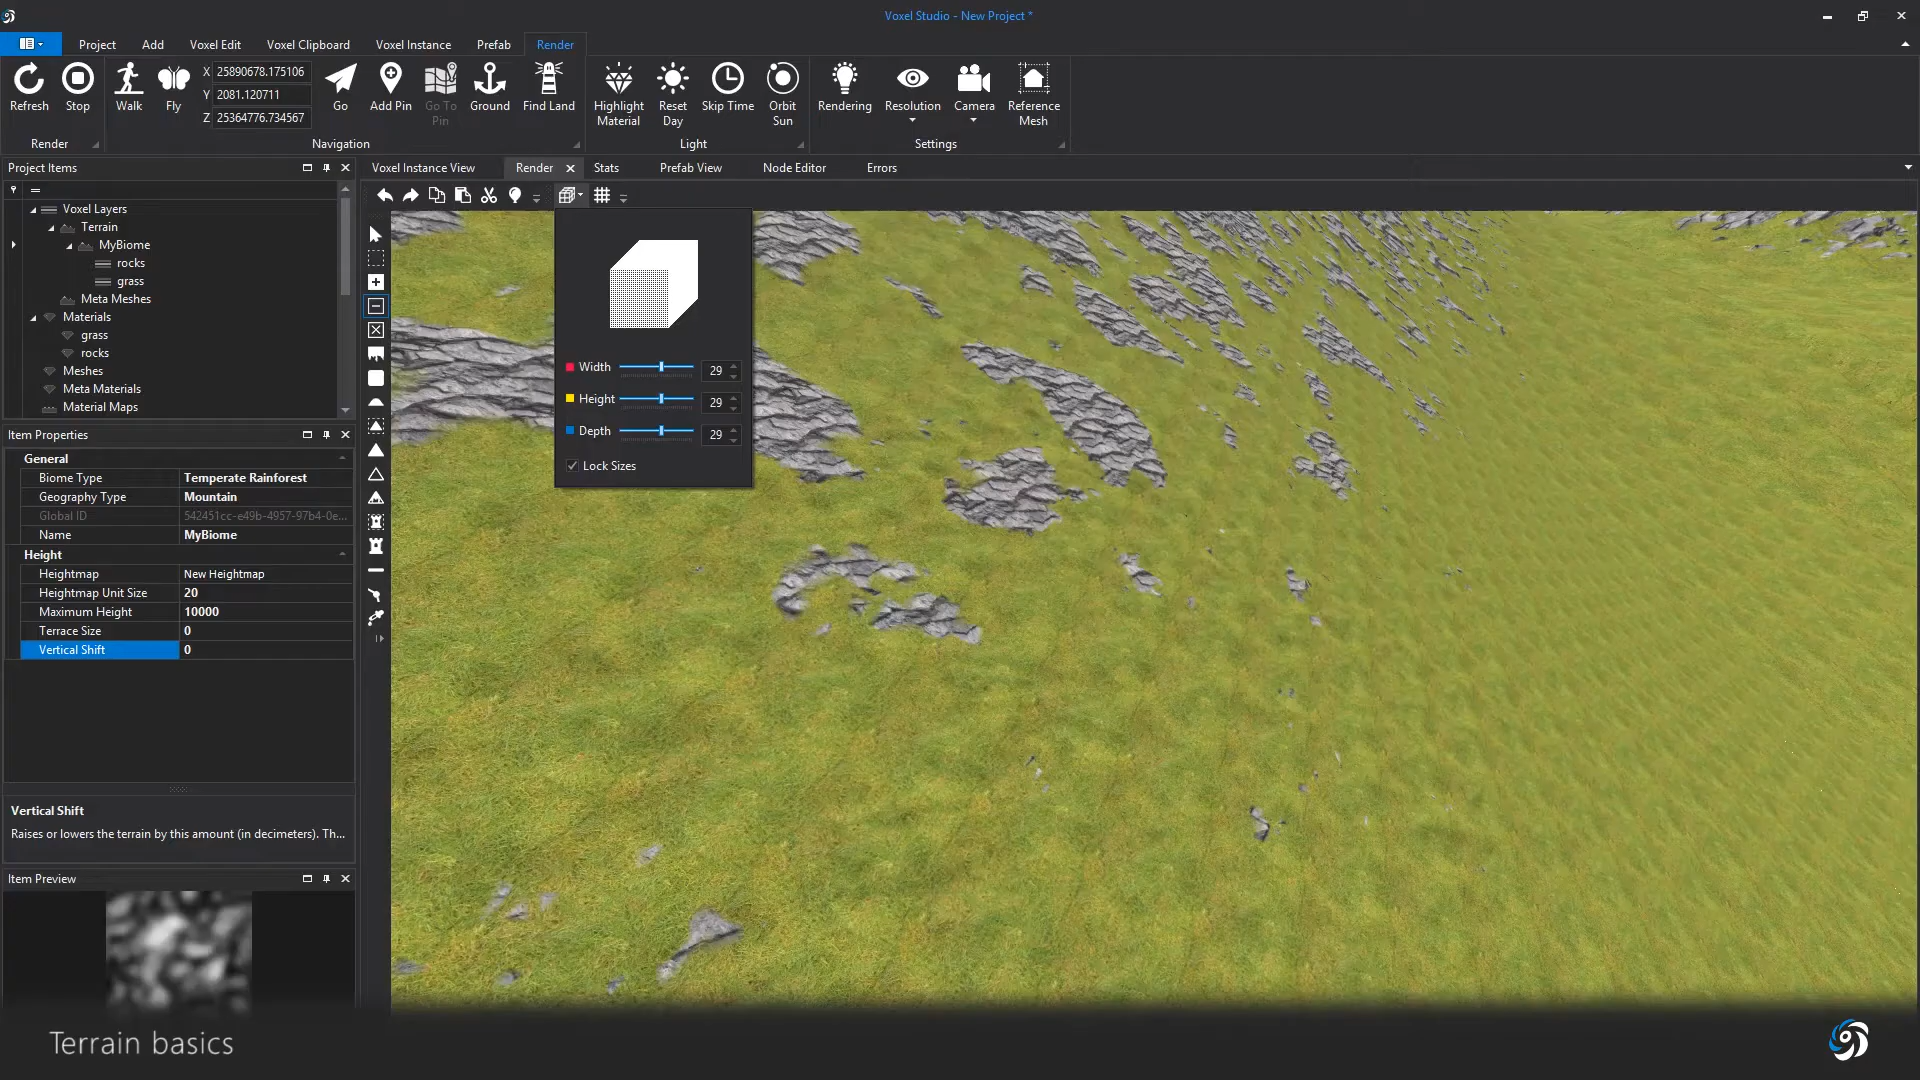 Voxel Studio - New Project *
Project Add Voxel Edit Voxel Clipboard Voxel Instance Prefab Render
Refresh Stop Walk Fly
X 25890678.175106
Y 2081.120711
Z 25364776.734567
Go Add Pin Go To Pin Ground Find Land
Highlight Material Reset Day Skip Time Orbit Sun
Rendering Resolution Camera Reference Mesh
Render Navigation Light Settings
Project Items
Voxel Layers
Terrain
MyBiome
rocks
grass
Meta Meshes
Materials
grass
rocks
Meshes
Meta Materials
Material Maps
Item Properties
General
Biome Type Temperate Rainforest
Geography Type Mountain
Global ID 542451cc-e49b-4957-97b4-0e...
Name MyBiome
Height
Heightmap New Heightmap
Heightmap Unit Size 20
Maximum Height 10000
Terrace Size 0
Vertical Shift 0
Vertical Shift
Raises or lowers the terrain by this amount (in decimeters). Th...
Item Preview
Voxel Instance View Render Stats Prefab View Node Editor Errors
Width 29
Height 29
Depth 29
Lock Sizes
Terrain basics